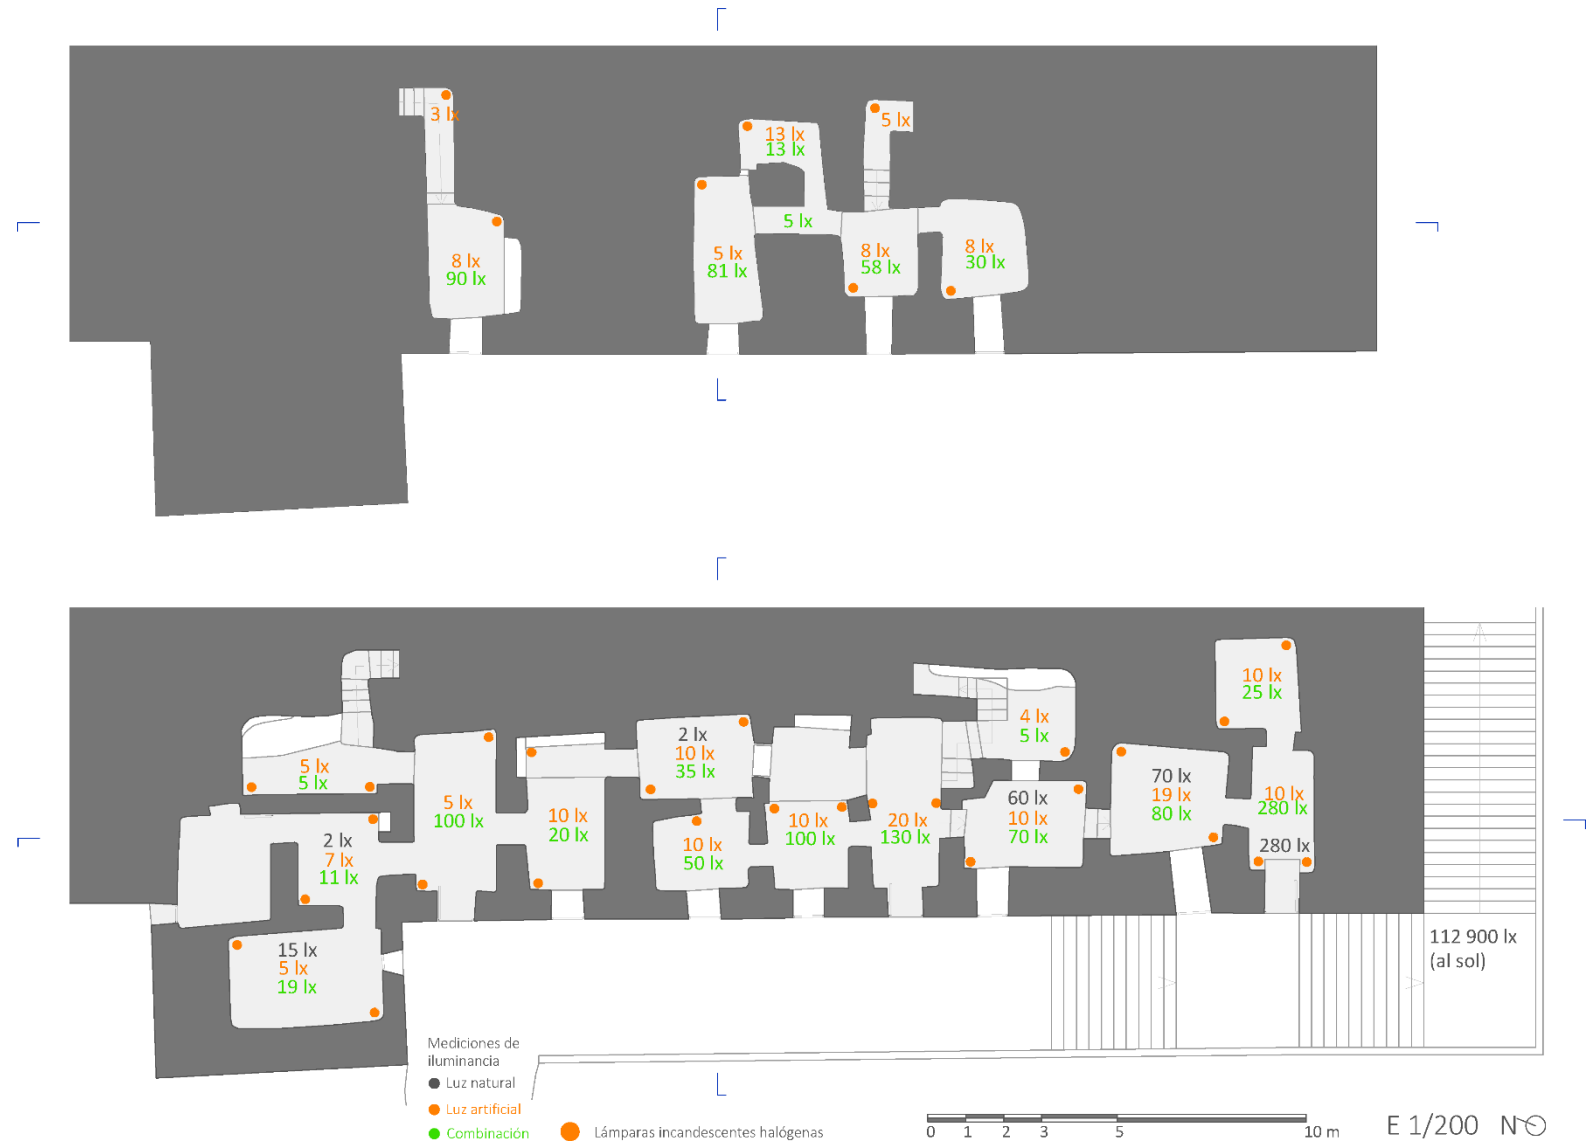 3 lx
5 lx
13 lx
13 lx
5 lx
8 lx
90 lx
5 lx
81 lx
8 lx
58 lx
8 lx
30 lx
10 lx
25 lx
4 lx
5 lx
2 lx
10 lx
35 lx
5 lx
5 lx
5 lx
100 lx
10 lx
20 lx
10 lx
50 lx
10 lx
100 lx
20 lx
130 lx
60 lx
10 lx
70 lx
70 lx
19 lx
80 lx
10 lx
280 lx
280 lx
2 lx
7 lx
11 lx
15 lx
5 lx
19 lx
112 900 lx
(al sol)
Mediciones de
iluminancia
Luz natural
Luz artificial
Combinación
Lámparas incandescentes halógenas
0 1 2 3 5 10 m
E 1/200 N